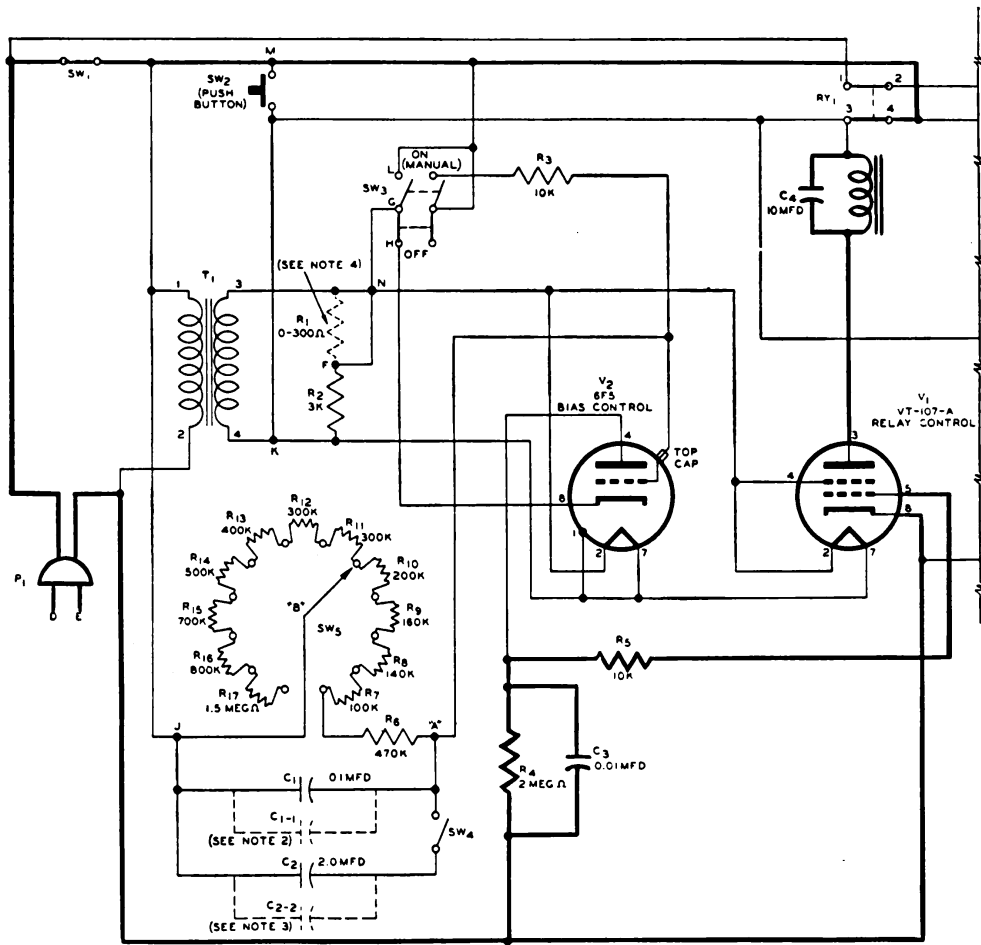 M
SW1
SW2
(PUSH
BUTTON)
1
2
RY1
3
4
ON
(MANUAL)
L
SW3
G
H
OFF
R3
10K
C4
10MFD
(SEE NOTE 4)
T1
1
3
N
R1
0-300Ω
F
R2
3K
2
4
K
V2
6F5
BIAS CONTROL
4
TOP
CAP
8
1
2
7
V1
VT-107-A
RELAY CONTROL
3
4
5
8
2
7
P1
D
E
R12
300K
R13
400K
R11
300K
R14
500K
R10
200K
R15
700K
"B"
SW5
R9
160K
R16
800K
R8
140K
R17
1.5 MEGΩ
R7
100K
R5
10K
J
R6
470K
"A"
C1
01MFD
C1-1
(SEE NOTE 2)
SW4
C2
2.0MFD
C2-2
(SEE NOTE 3)
R4
2 MEGΩ
C3
0.01MFD